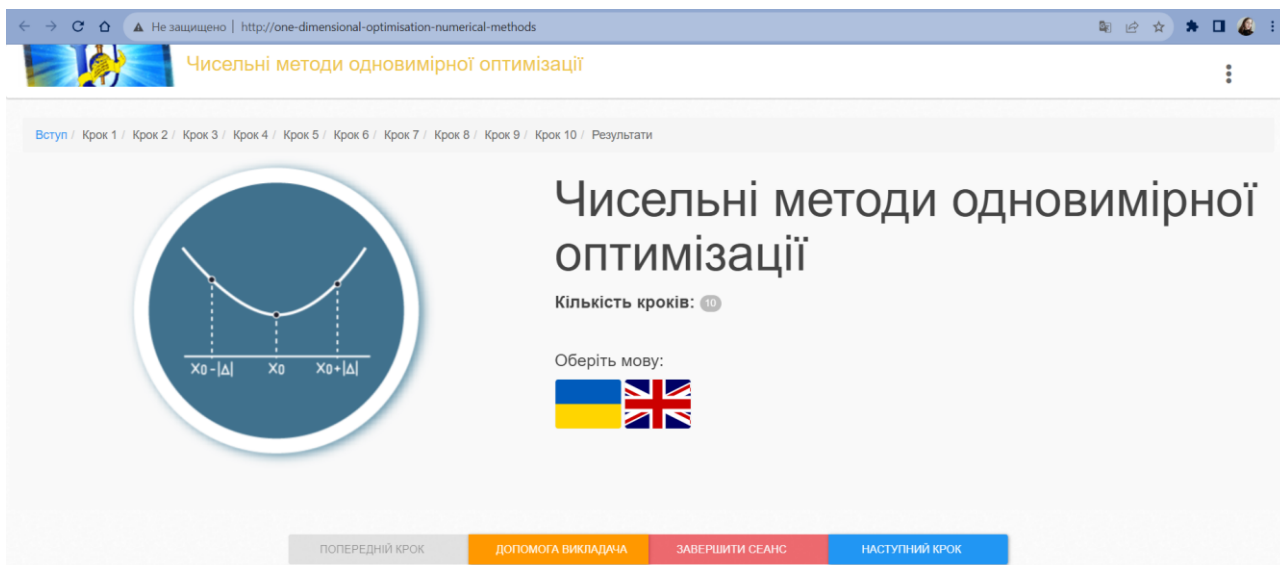 Не защищено | http://one-dimensional-optimisation-numerical-methods
Чисельні методи одновимірної оптимізації
Вступ / Крок 1 / Крок 2 / Крок 3 / Крок 4 / Крок 5 / Крок 6 / Крок 7 / Крок 8 / Крок 9 / Крок 10 / Результати
Чисельні методи одновимірної
оптимізації
Кількість кроків: 10
Оберіть мову:
X₀-|Δ| X₀ X₀+|Δ|
ПОПЕРЕДНІЙ КРОК ДОПОМОГА ВИКЛАДАЧА ЗАВЕРШИТИ СЕАНС НАСТУПНИЙ КРОК